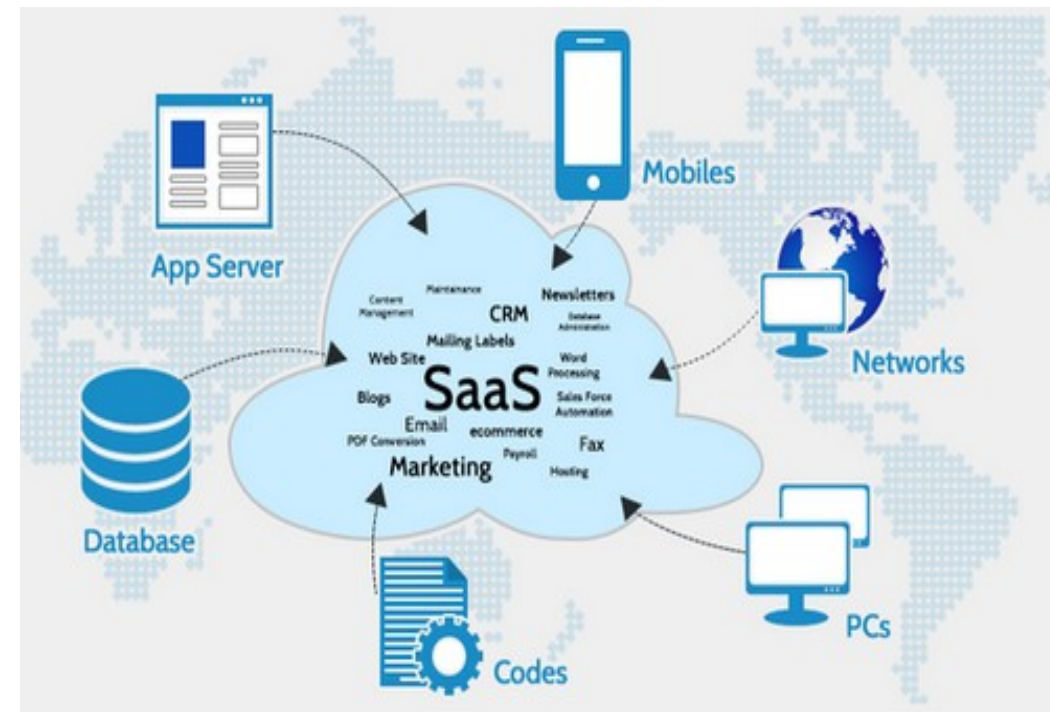 Mobiles
App Server
Networks
Database
PCs
Codes
Content
Management
Maintanance
Newsletters
CRM
Database
Administration
Mailing Labels
Web Site
Word
Processing
SaaS
Blogs
Sales Force
Automation
Email
ecommerce
PDF Conversion
Fax
Payroll
Marketing
Hosting